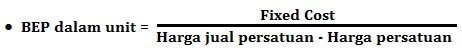 • BEP dalam unit = Fixed Cost
Harga jual persatuan - Harga persatuan